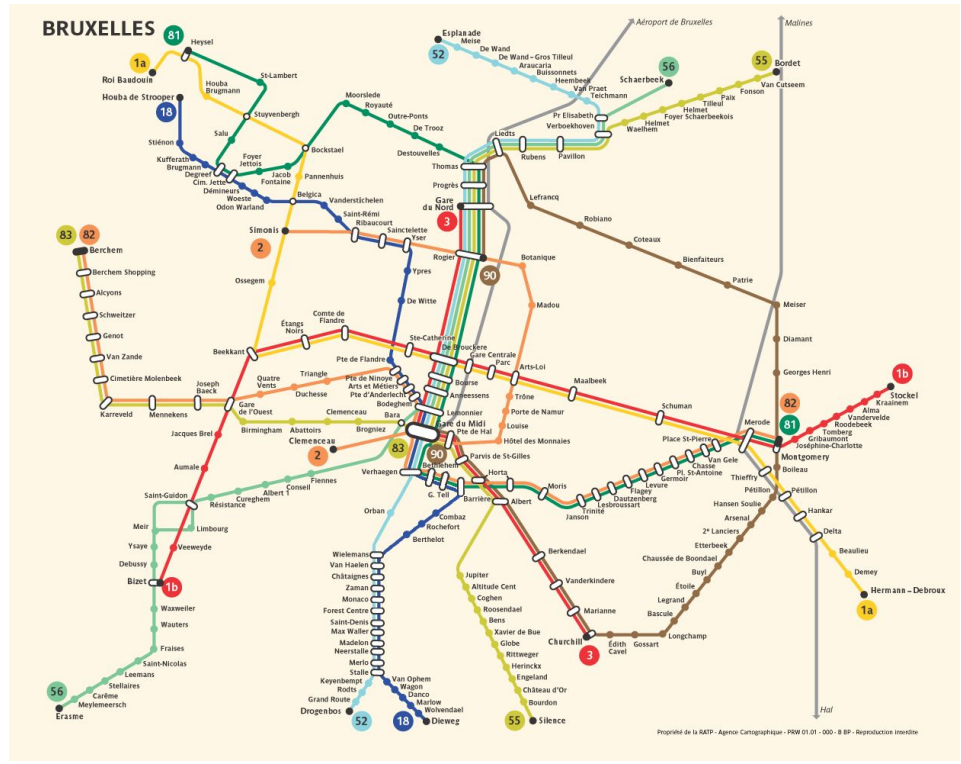 BRUXELLES
81
Heysel
1a
Roi Baudouin
Houba
Brugmann
St-Lambert
Houba de Strooper
18
Stuyvenbergh
Stiénon
Salu
Kufferath
Brugmann
Degreef
Cim. Jette
Démineurs
Woeste
Odon Warland
Foyer
Jettois
Jacob
Fontaine
Bockstael
Pannenhuis
Belgica
Vanderstichelen
Saint-Rémi
Ribaucourt
Sainctelette
Yser
Simonis
2
Ossegem
Ypres
De Witte
Moorslede
Royauté
Outre-Ponts
De Trooz
Destouvelles
Thomas
Progrès
Gare
du Nord
3
Rogier
90
Esplanade
52
Meise
De Wand
De Wand – Gros Tilleul
Araucaria
Buissonnets
Heembeek
Van Praet
Teichmann
Aéroport de Bruxelles
Malines
56
Schaerbeek
55
Bordet
Van Cutseem
Fonson
Paix
Tilleul
Foyer Schaerbeekois
Helmet
Helmet
Waelhem
Pr Elisabeth
Verboekhoven
Liedts
Rubens
Pavillon
Lefrancq
Robiano
Coteaux
Bienfaiteurs
Patrie
Meiser
Diamant
Georges Henri
Botanique
Madou
83
82
Berchem
Berchem Shopping
Alcyons
Schweitzer
Genot
Van Zande
Cimetière Molenbeek
Karreveld
Mennekens
Joseph
Baeck
Gare
de l'Ouest
Beekkant
Étangs
Noirs
Comte de
Flandre
Ste-Catherine
De Brouckere
Gare Centrale
Parc
Arts-Loi
Maalbeek
Schuman
Merode
Quatre
Vents
Triangle
Duchesse
Pte de Flandre
Pte de Ninoye
Arts et Métiers
Pte d'Anderlecht
Bodeghem
Bara
Bourse
Anneessens
Lemonnier
Gare du Midi
Pte de Hal
Trône
Porte de Namur
Louise
Hôtel des Monnaies
Parvis de St-Gilles
Birmingham
Abattoirs
Clemenceau
Brogniez
Clemenceau
2
83
90
Jacques Brel
Aumale
Saint-Guidon
Résistance
Cureghem
Albert 1
Conseil
Fiennes
Verhaegen
Bethléhem
G. Tell
Barrière
Horta
Albert
Moris
Janson
Trinité
Lesbroussart
Dautzenberg
Flagey
Levure
Germoir
Pl. St-Antoine
Chasse
Van Gele
Place St-Pierre
82
81
Montgomery
1b
Stockel
Kraainem
Alma
Vandervelde
Roodebeek
Tomberg
Gribaumont
Joséphine-Charlotte
Boileau
Thieffry
Pétillon
Pétillon
Hankar
Delta
Beaulieu
Demey
Hermann – Debroux
1a
Hansen Soulie
Arsenal
2e Lanciers
Etterbeek
Chaussée de Boondael
Buyl
Étoile
Legrand
Bascule
Longchamp
Gossart
Édith
Cavel
Churchill
3
Marianne
Vanderkindere
Berkendael
Meir
Limbourg
Ysaye
Veeweyde
Debussy
Bizet
1b
Waxweiler
Wauters
Fraises
Saint-Nicolas
Leemans
Stellaires
Carême
Meylemeersch
56
Erasme
Orban
Combaz
Rochefort
Berthelot
Wielemans
Van Haelen
Châtaignes
Zaman
Monaco
Forest Centre
Saint-Denis
Max Waller
Madelon
Neerstalle
Merlo
Stalle
Keyenbempt
Rodts
Grand Route
Drogenbos
52
Van Ophem
Wagon
Danco
Marlow
Wolvendael
18
Dieweg
Jupiter
Altitude Cent
Coghen
Roosendael
Bens
Xavier de Bue
Globe
Rittweger
Herinckx
Engeland
Château d'Or
Bourdon
55
Silence
Hal
Propriété de la RATP - Agence Cartographique - PRW 01.01 - 000 - B BP - Reproduction interdite